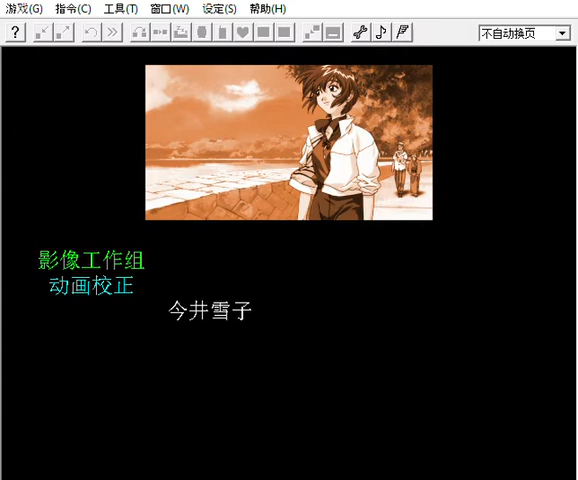 游戏(G) 指令(C) 工具(T) 窗口(W) 设定(S) 帮助(H)
? 不自动换页
影像工作组
动画校正
今井雪子